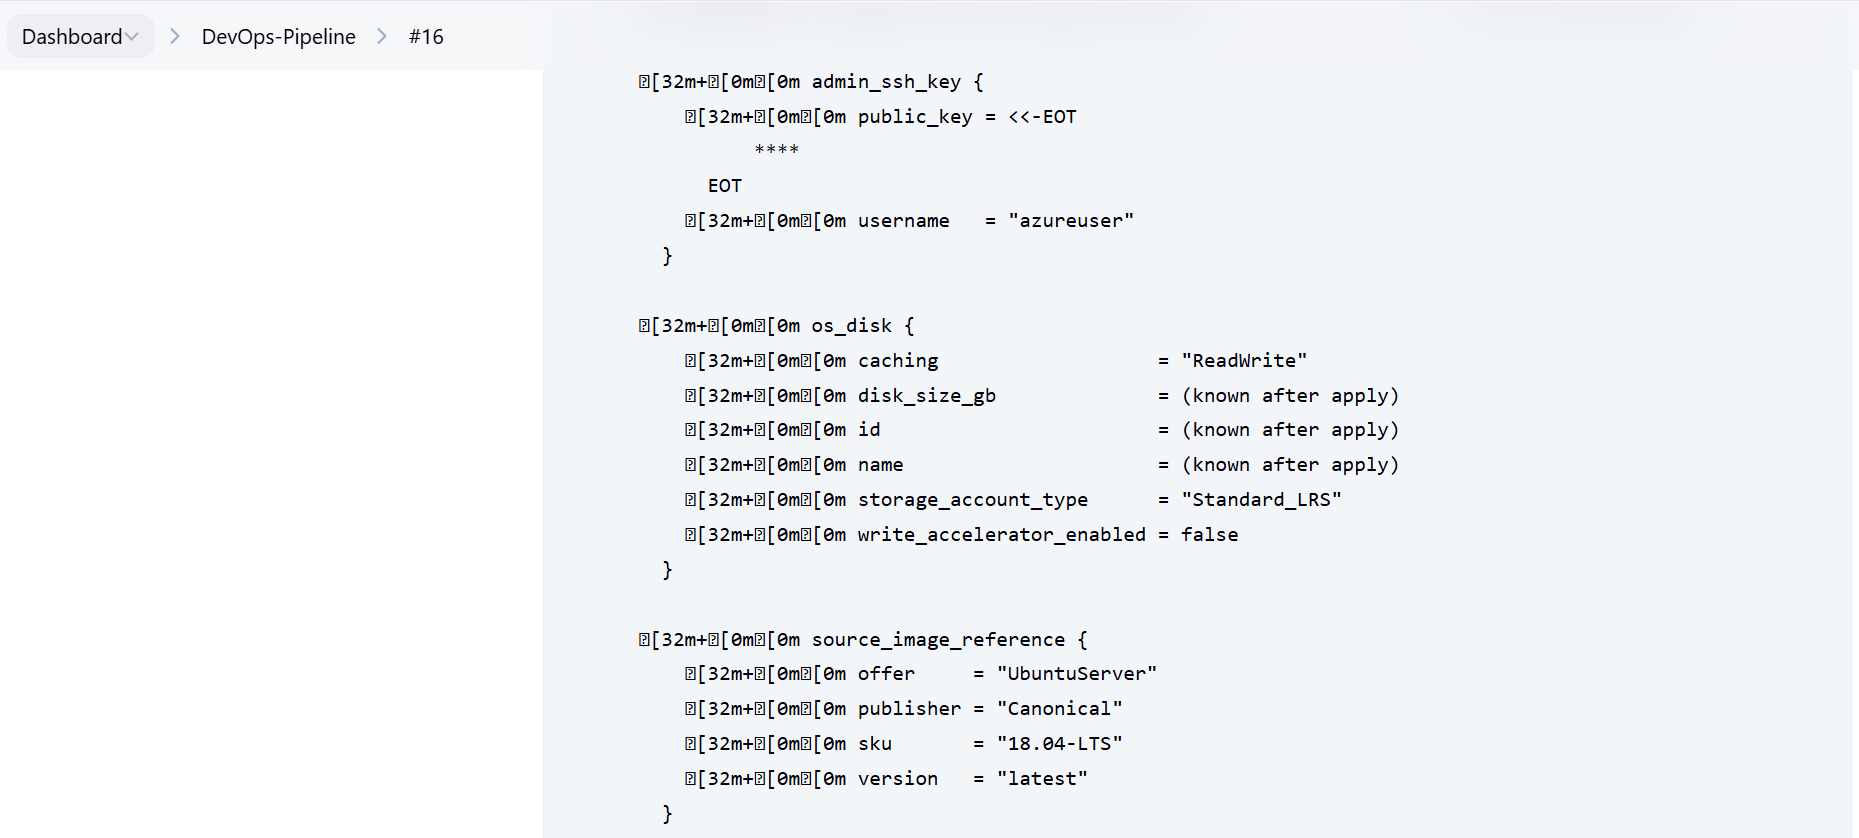 Dashboard > DevOps-Pipeline > #16
�[32m+�[0m�[0m admin_ssh_key {
�[32m+�[0m�[0m public_key = <<-EOT
****
EOT
�[32m+�[0m�[0m username   = "azureuser"
}
�[32m+�[0m�[0m os_disk {
�[32m+�[0m�[0m caching                   = "ReadWrite"
�[32m+�[0m�[0m disk_size_gb              = (known after apply)
�[32m+�[0m�[0m id                        = (known after apply)
�[32m+�[0m�[0m name                      = (known after apply)
�[32m+�[0m�[0m storage_account_type      = "Standard_LRS"
�[32m+�[0m�[0m write_accelerator_enabled = false
}
�[32m+�[0m�[0m source_image_reference {
�[32m+�[0m�[0m offer     = "UbuntuServer"
�[32m+�[0m�[0m publisher = "Canonical"
�[32m+�[0m�[0m sku       = "18.04-LTS"
�[32m+�[0m�[0m version   = "latest"
}